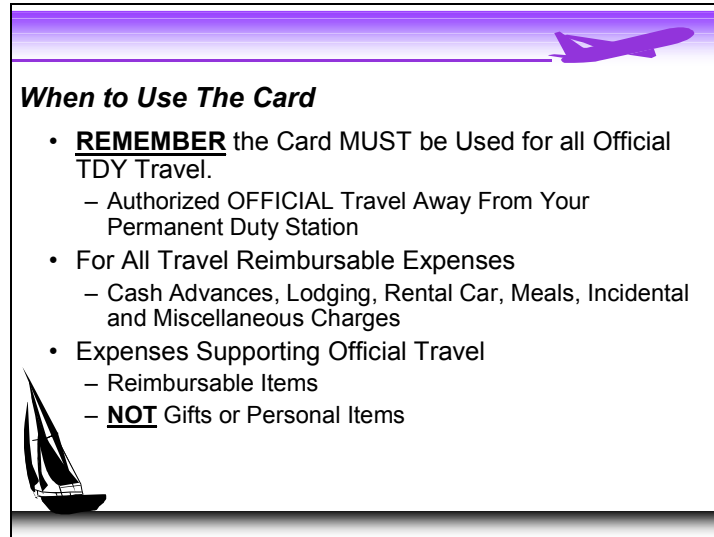 When to Use The Card
• REMEMBER the Card MUST be Used for all Official
TDY Travel.
– Authorized OFFICIAL Travel Away From Your
Permanent Duty Station
• For All Travel Reimbursable Expenses
– Cash Advances, Lodging, Rental Car, Meals, Incidental
and Miscellaneous Charges
• Expenses Supporting Official Travel
– Reimbursable Items
– NOT Gifts or Personal Items